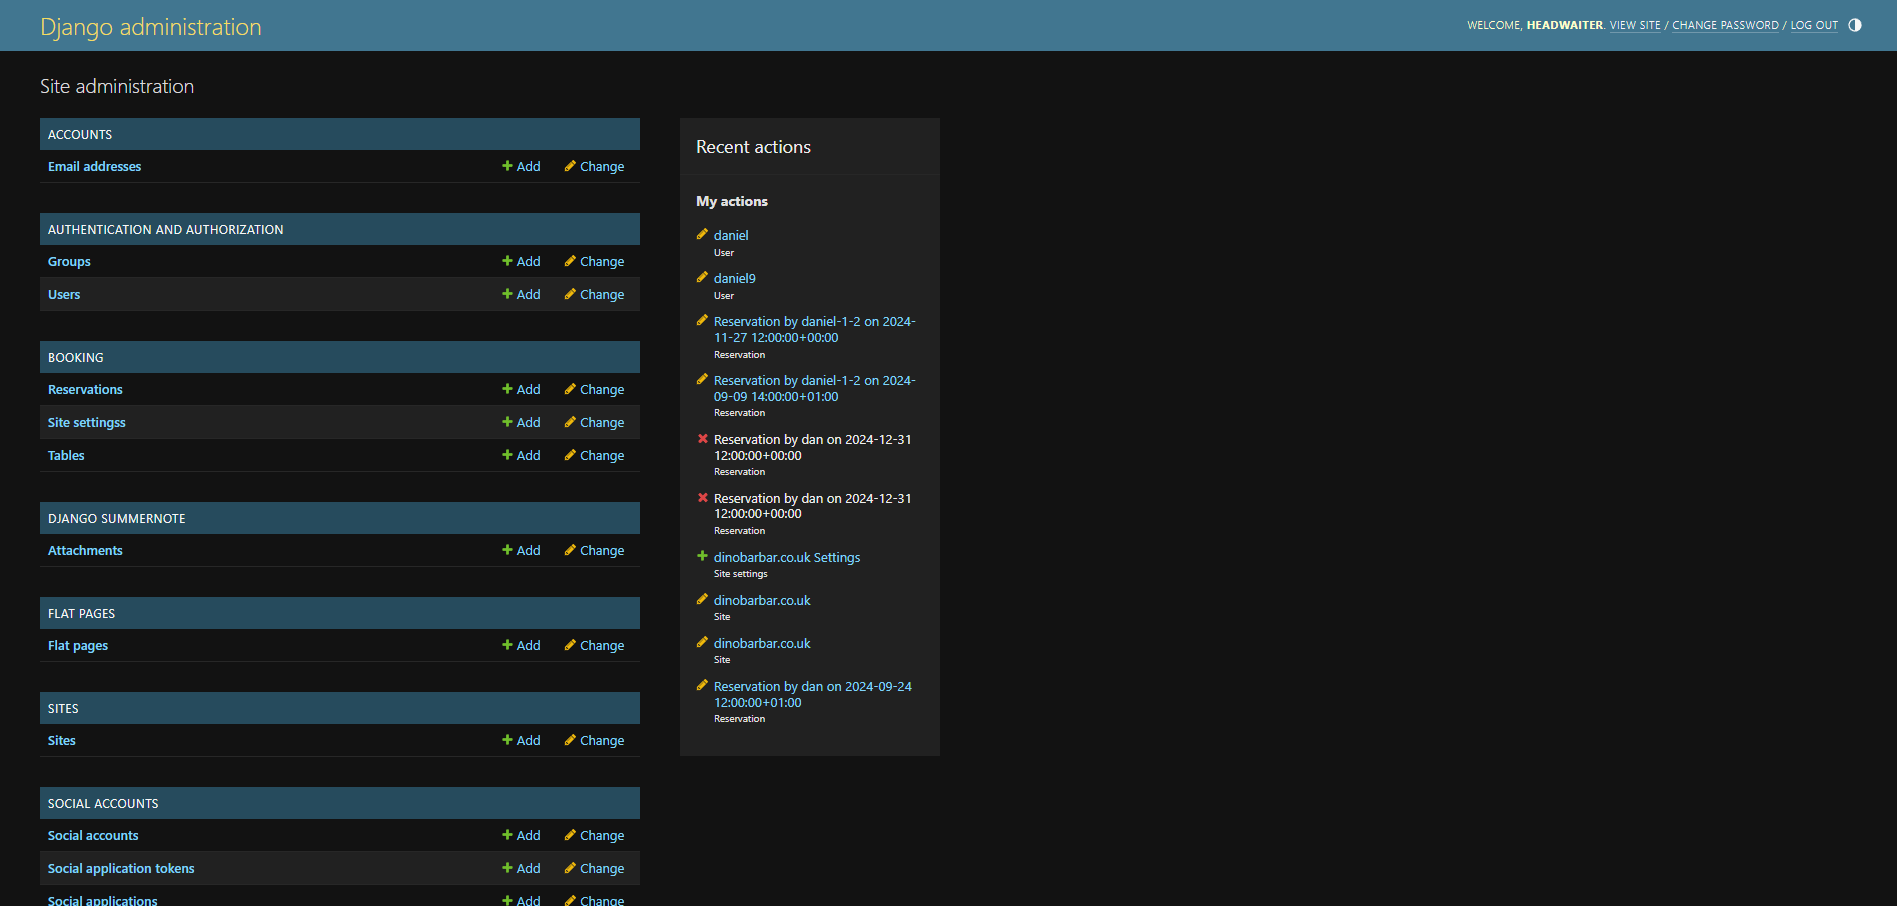 Django administration
WELCOME, HEADWAITER. VIEW SITE / CHANGE PASSWORD / LOG OUT
Site administration
ACCOUNTS
Email addresses Add Change
AUTHENTICATION AND AUTHORIZATION
Groups Add Change
Users Add Change
BOOKING
Reservations Add Change
Site settingss Add Change
Tables Add Change
DJANGO SUMMERNOTE
Attachments Add Change
FLAT PAGES
Flat pages Add Change
SITES
Sites Add Change
SOCIAL ACCOUNTS
Social accounts Add Change
Social application tokens Add Change
Social applications Add Change
Recent actions
My actions
daniel
User
daniel9
User
Reservation by daniel-1-2 on 2024-
11-27 12:00:00+00:00
Reservation
Reservation by daniel-1-2 on 2024-
09-09 14:00:00+01:00
Reservation
Reservation by dan on 2024-12-31
12:00:00+00:00
Reservation
Reservation by dan on 2024-12-31
12:00:00+00:00
Reservation
dinobarbar.co.uk Settings
Site settings
dinobarbar.co.uk
Site
dinobarbar.co.uk
Site
Reservation by dan on 2024-09-24
12:00:00+01:00
Reservation